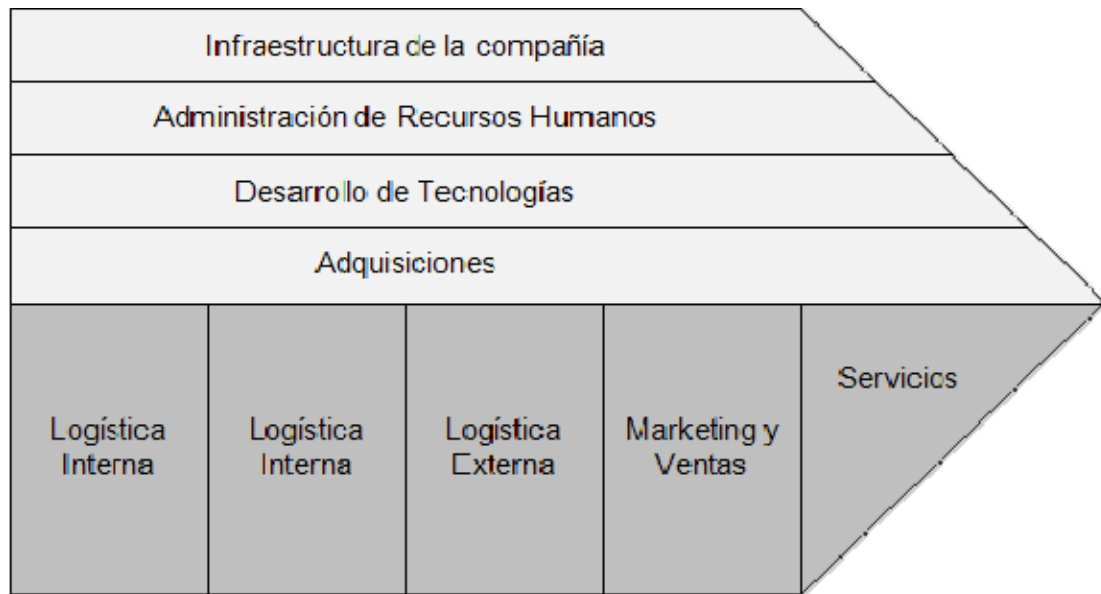 Infraestructura de la compañía
Administración de Recursos Humanos
Desarrollo de Tecnologías
Adquisiciones
Logística
Interna
Logística
Interna
Logística
Externa
Marketing y
Ventas
Servicios